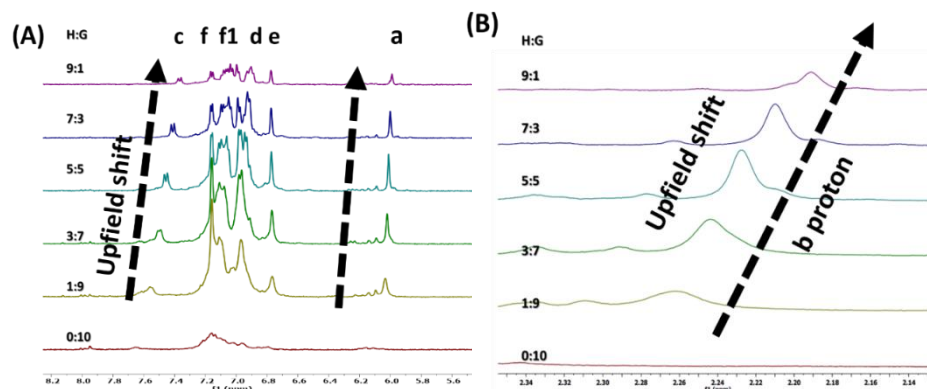 (A)
H:G
c f f1 d e a
9:1
7:3
5:5
3:7
1:9
0:10
Upfield shift
8.2 8.0 7.8 7.6 7.4 7.2 7.0 6.8 6.6 6.4 6.2 6.0 5.8 5.6
(B)
H:G
9:1
7:3
5:5
3:7
1:9
0:10
Upfield shift
b proton
2.34 2.32 2.30 2.28 2.26 2.24 2.22 2.20 2.18 2.16 2.14